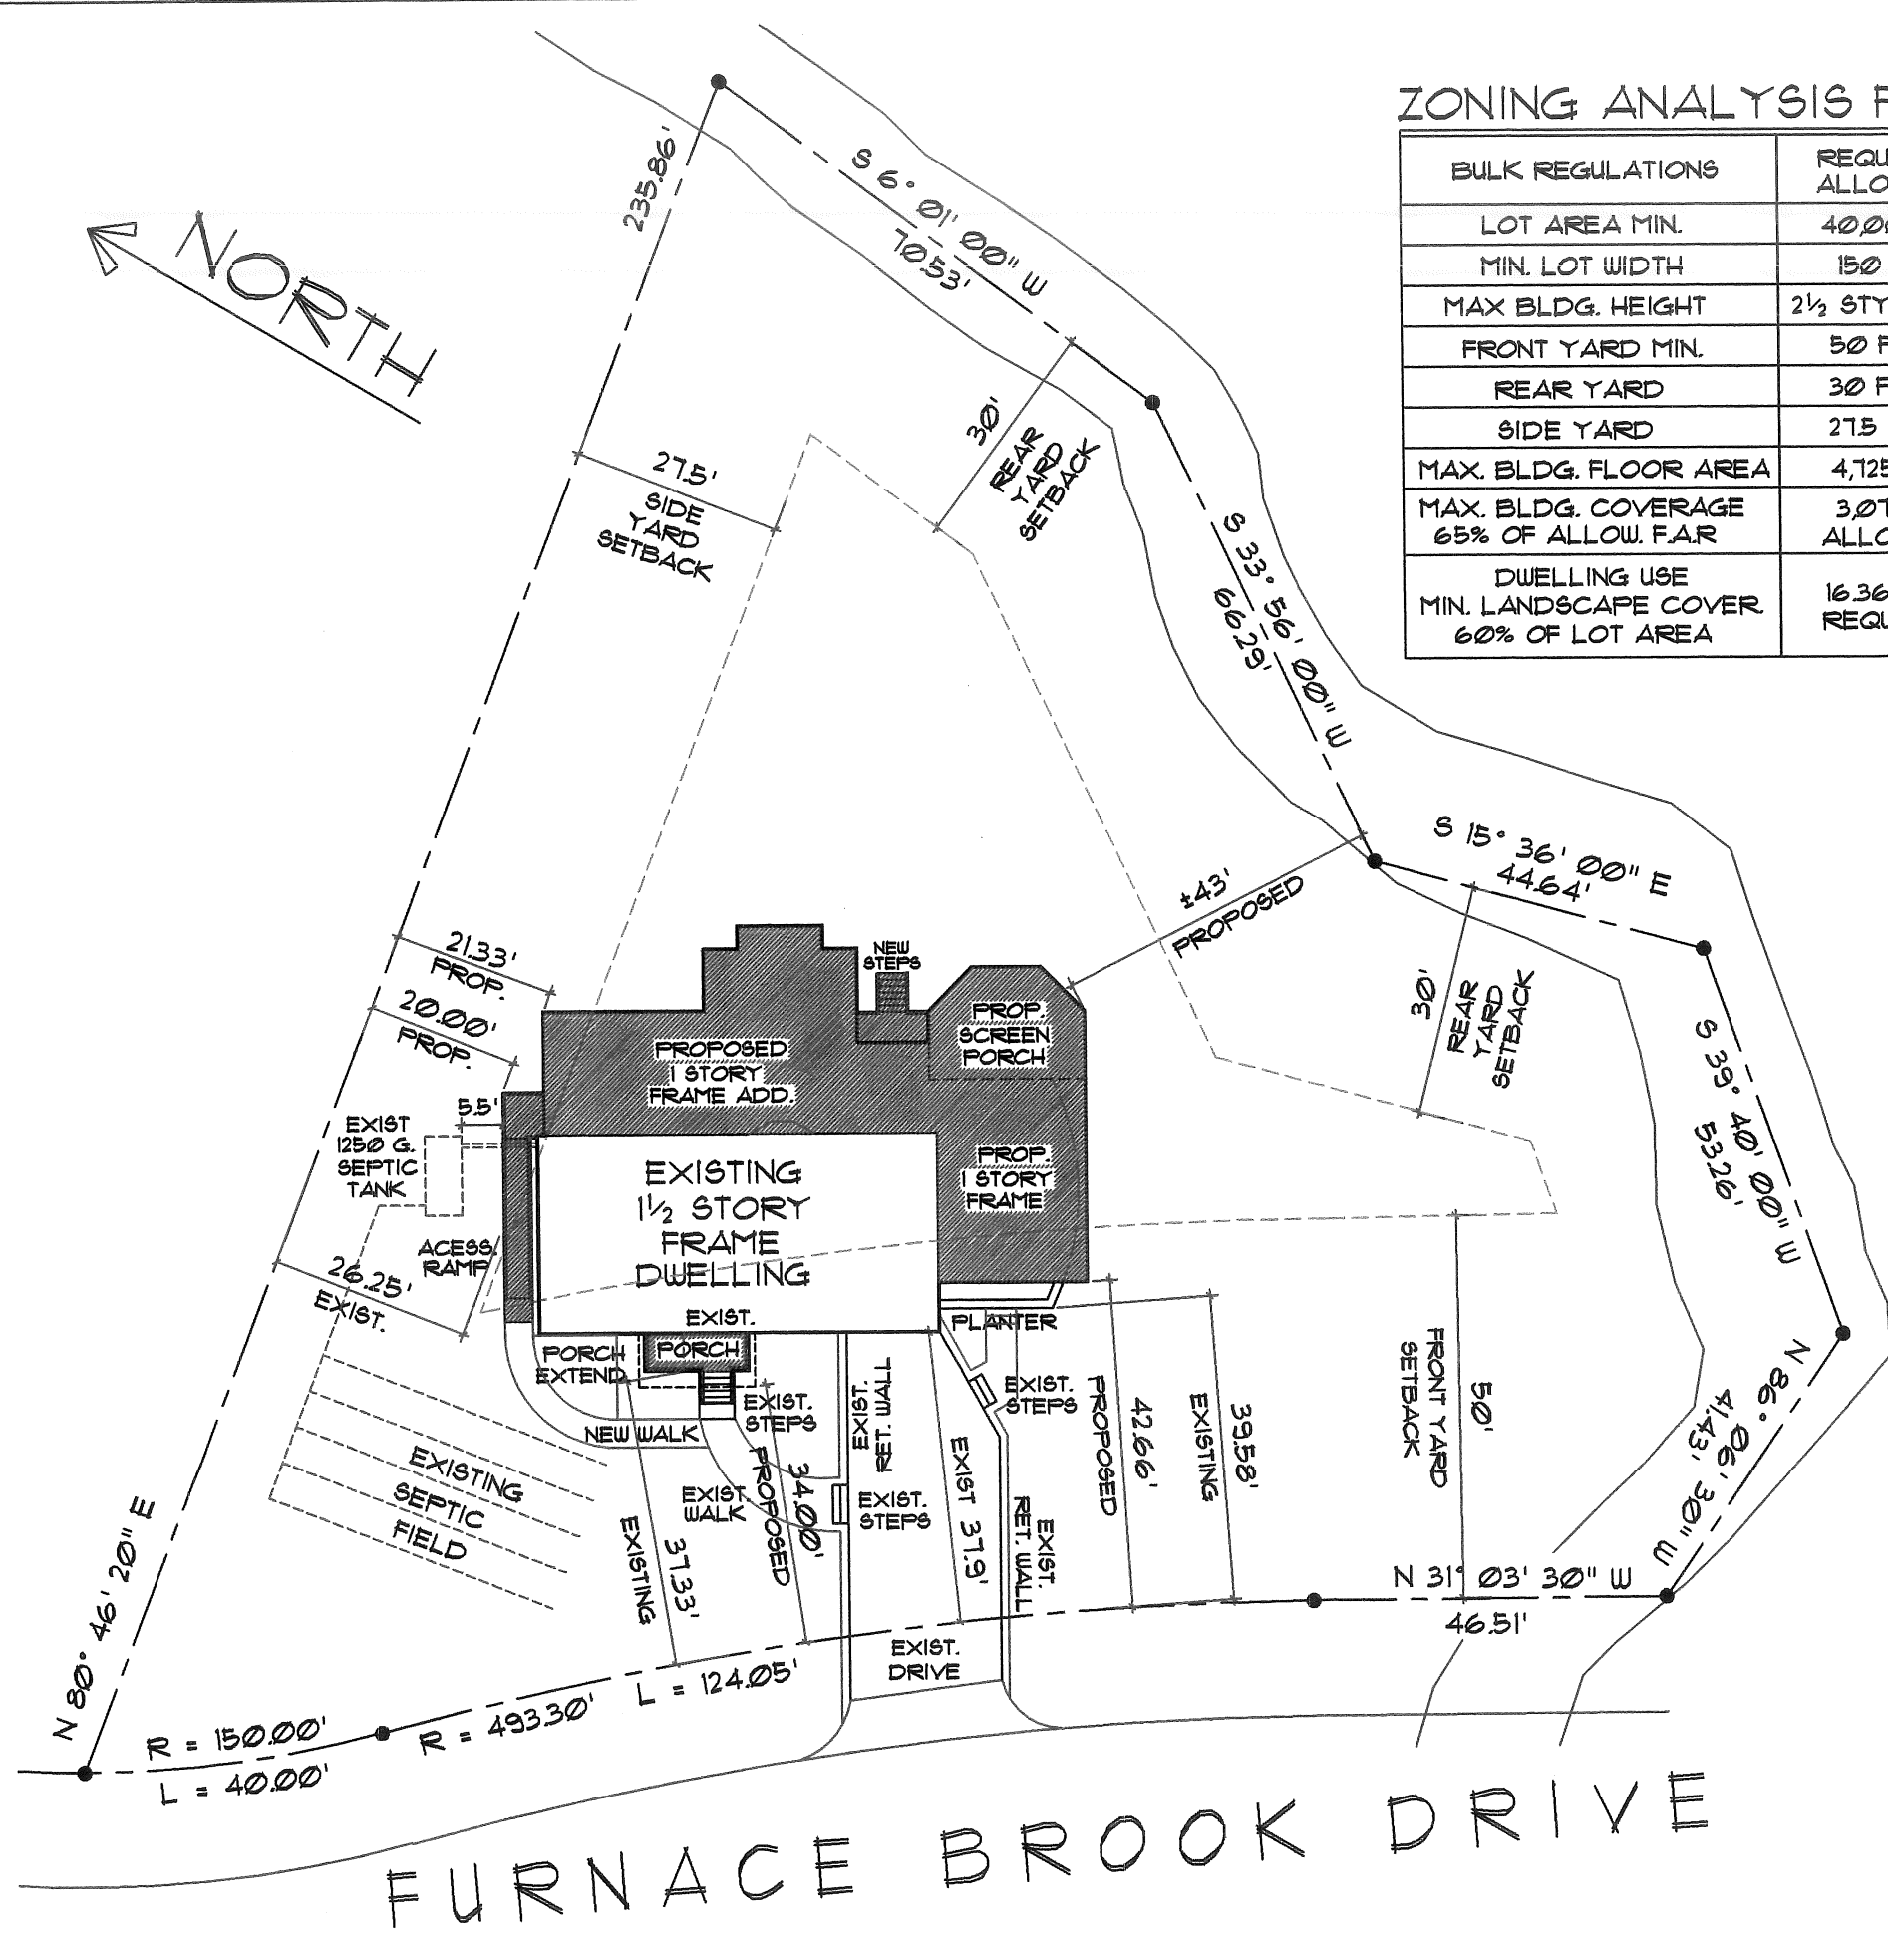 ZONING ANALYSIS
BULK REGULATIONS
LOT AREA MIN.
MIN. LOT WIDTH
150
MAX BLDG. HEIGHT
2½ STY
FRONT YARD MIN.
50
REAR YARD
30
SIDE YARD
27.5
MAX. BLDG. FLOOR AREA
4,725
MAX. BLDG. COVERAGE
65% OF ALLOW. F.A.R
DWELLING USE
MIN. LANDSCAPE COVER.
60% OF LOT AREA
NORTH
235.86'
S 6° 01' 00" W
70.53'
30'
REAR
YARD
SETBACK
27.5'
SIDE
YARD
SETBACK
S 33° 56' 00" W
66.29'
S 15° 36' 00" E
44.64'
±43'
PROPOSED
30'
REAR
YARD
SETBACK
S 39° 40' 00" W
53.26'
21.33'
PROP.
20.00'
PROP.
NEW
STEPS
PROP.
SCREEN
PORCH
PROPOSED
1 STORY
FRAME ADD.
5.5'
EXIST
1250 G.
SEPTIC
TANK
EXISTING
1½ STORY
FRAME
DWELLING
PROP.
1 STORY
FRAME
ACESS.
RAMP
26.25'
EXIST.
EXIST.
PORCH
PORCH
EXTEND
PLANTER
EXIST.
STEPS
EXIST.
STEPS
NEW WALK
EXIST.
RET. WALL
EXIST.
WALK
EXIST.
STEPS
EXISTING
SEPTIC
FIELD
EXISTING
37.33'
PROPOSED
34.00'
EXIST 37.9'
EXIST.
RET. WALL
PROPOSED
42.66'
EXISTING
39.58'
FRONT YARD
SETBACK
50'
N 86° 06' 30" W
41.43'
N 31° 03' 30" W
46.51'
EXIST.
DRIVE
N 80° 46' 20" E
R = 150.00'
L = 40.00'
R = 493.30'
L = 124.05'
FURNACE BROOK DRIVE